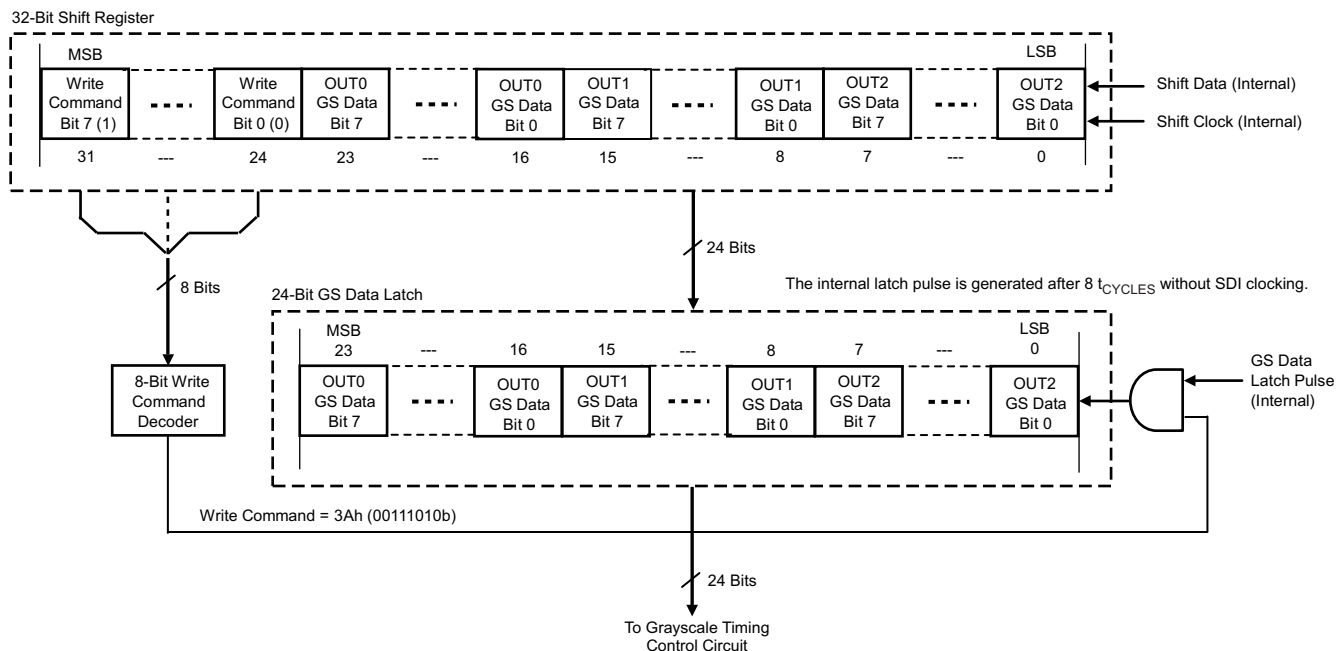 32-Bit Shift Register
MSB
LSB
Write Command Bit 7 (1)
Write Command Bit 0 (0)
OUT0 GS Data Bit 7
OUT0 GS Data Bit 0
OUT1 GS Data Bit 7
OUT1 GS Data Bit 0
OUT2 GS Data Bit 7
OUT2 GS Data Bit 0
Shift Data (Internal)
Shift Clock (Internal)
31 --- 24 23 --- 16 15 --- 8 7 --- 0
24 Bits
8 Bits
24-Bit GS Data Latch
The internal latch pulse is generated after 8 tCYCLES without SDI clocking.
MSB
LSB
23 --- 16 15 --- 8 7 --- 0
8-Bit Write Command Decoder
OUT0 GS Data Bit 7
OUT0 GS Data Bit 0
OUT1 GS Data Bit 7
OUT1 GS Data Bit 0
OUT2 GS Data Bit 7
OUT2 GS Data Bit 0
GS Data Latch Pulse (Internal)
Write Command = 3Ah (00111010b)
24 Bits
To Grayscale Timing Control Circuit